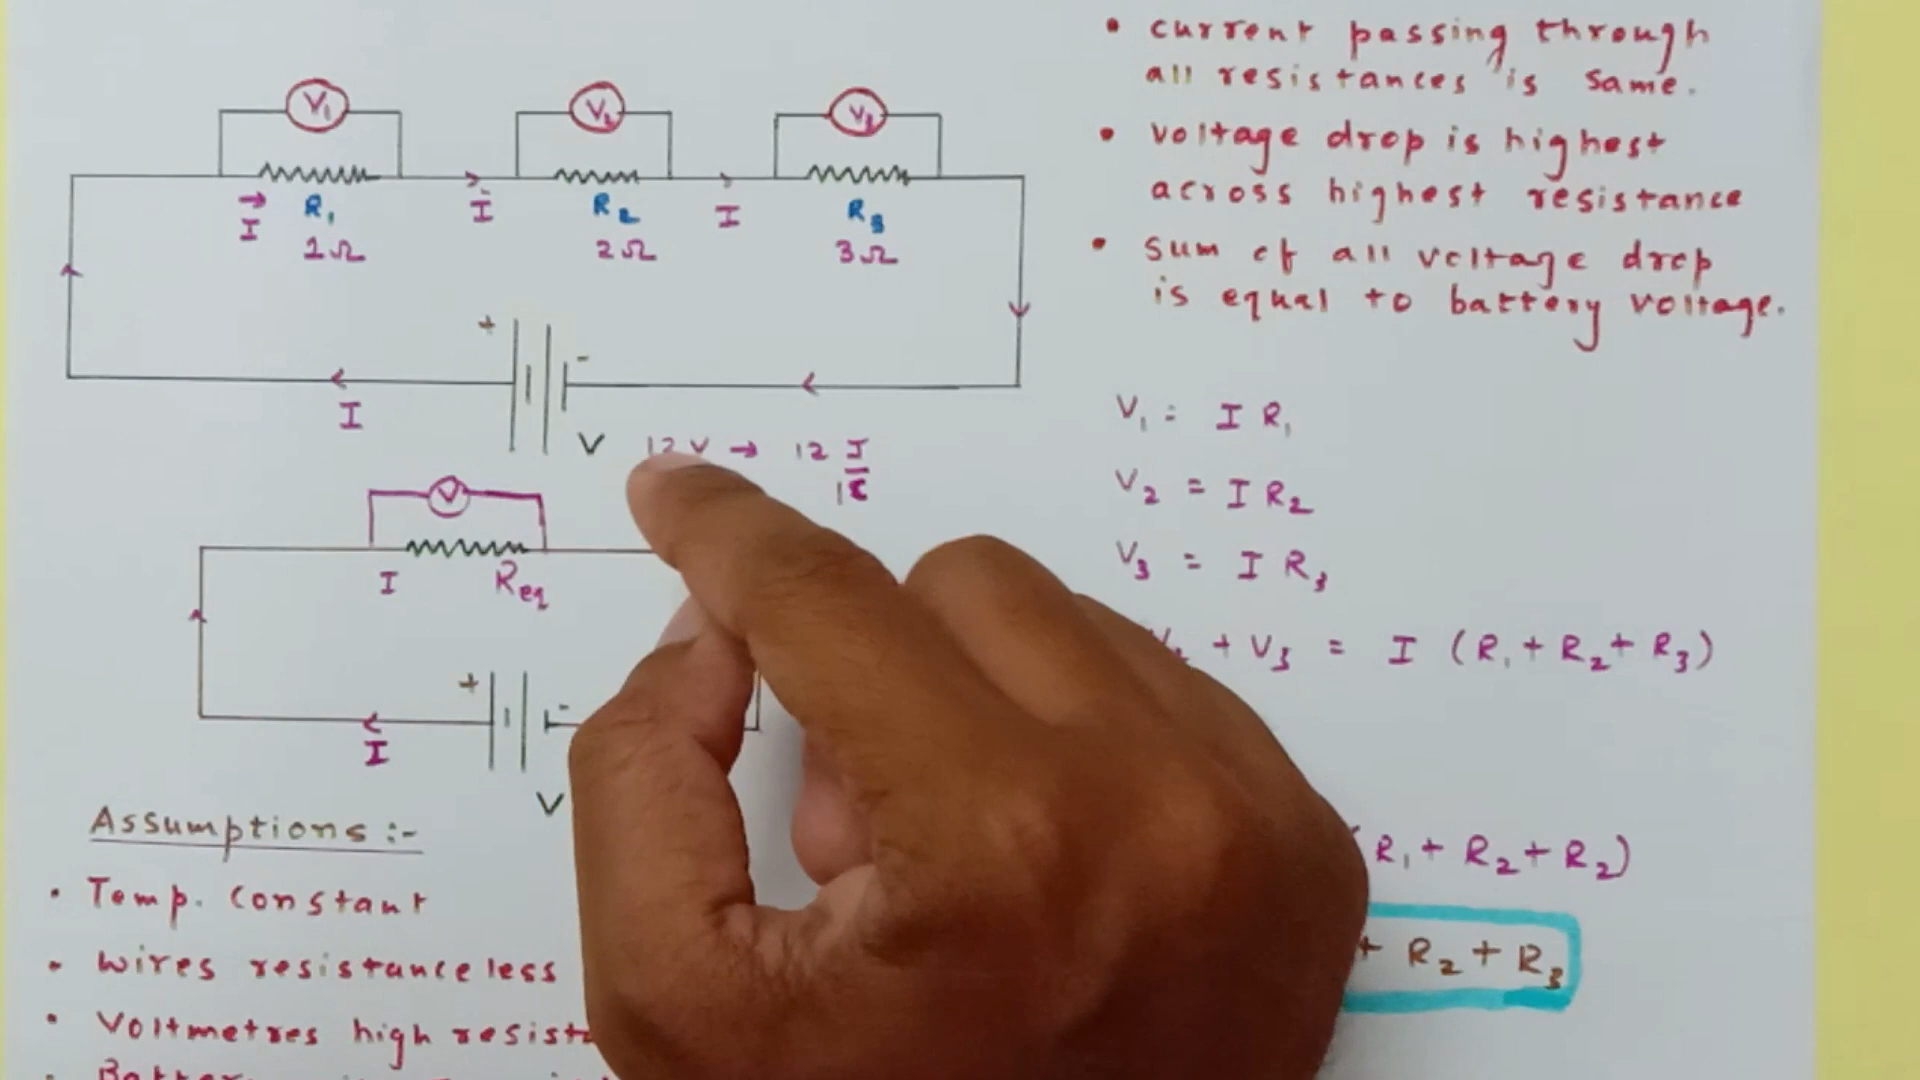 V₁ V₂ V₃
I R₁ I R₂ I R₃
1Ω 2Ω 3Ω
+ -
I
V 12 V → 12 J
1C
V
I Req
+ -
I
V
Assumptions :-
• Temp. constant
• wires resistanceless
• Voltmetres high
• current passing through
all resistances is same.
• voltage drop is highest
across highest resistance
• sum of all voltage drop
is equal to battery voltage.
V₁ = I R₁
V₂ = I R₂
V₃ = I R₃
+ V₃ = I (R₁ + R₂ + R₃)
(R₁ + R₂ + R₂)
+ R₂ + R₃